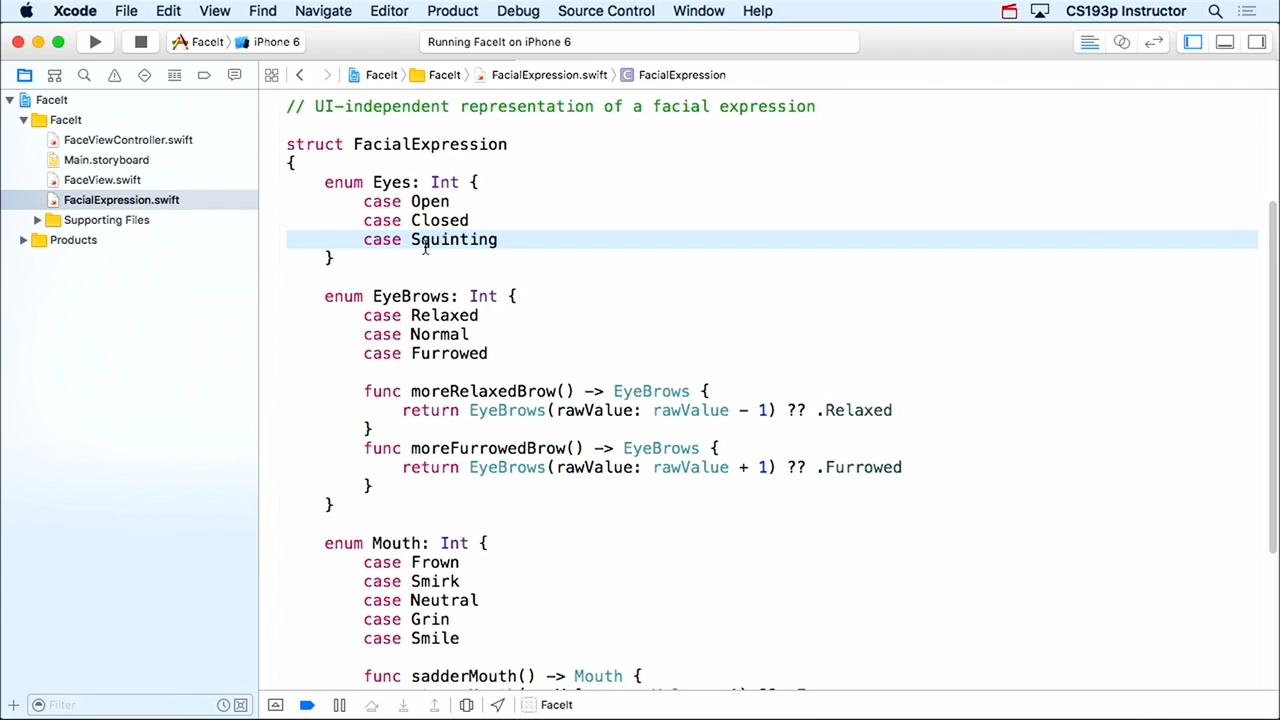 Xcode File Edit View Find Navigate Editor Product Debug Source Control Window Help CS193p Instructor
FaceIt iPhone 6 Running FaceIt on iPhone 6
FaceIt FaceIt FacialExpression.swift C FacialExpression
FaceIt
FaceIt
FaceViewController.swift
Main.storyboard
FaceView.swift
FacialExpression.swift
Supporting Files
Products
Filter
// UI-independent representation of a facial expression
struct FacialExpression
{
enum Eyes: Int {
case Open
case Closed
case Squinting
}
enum EyeBrows: Int {
case Relaxed
case Normal
case Furrowed
func moreRelaxedBrow() -> EyeBrows {
return EyeBrows(rawValue: rawValue - 1) ?? .Relaxed
}
func moreFurrowedBrow() -> EyeBrows {
return EyeBrows(rawValue: rawValue + 1) ?? .Furrowed
}
}
enum Mouth: Int {
case Frown
case Smirk
case Neutral
case Grin
case Smile
func sadderMouth() -> Mouth {
FaceIt